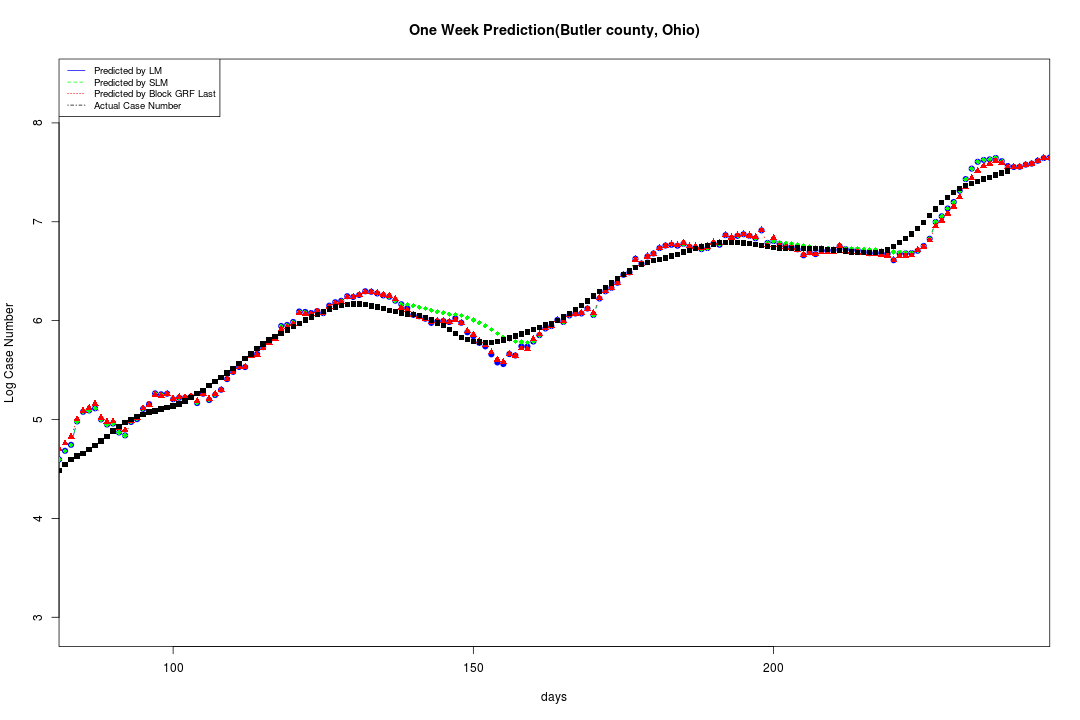 One Week Prediction(Butler county, Ohio)
Predicted by LM
Predicted by SLM
Predicted by Block GRF Last
Actual Case Number
8
7
6
5
4
3
Log Case Number
100 150 200
days